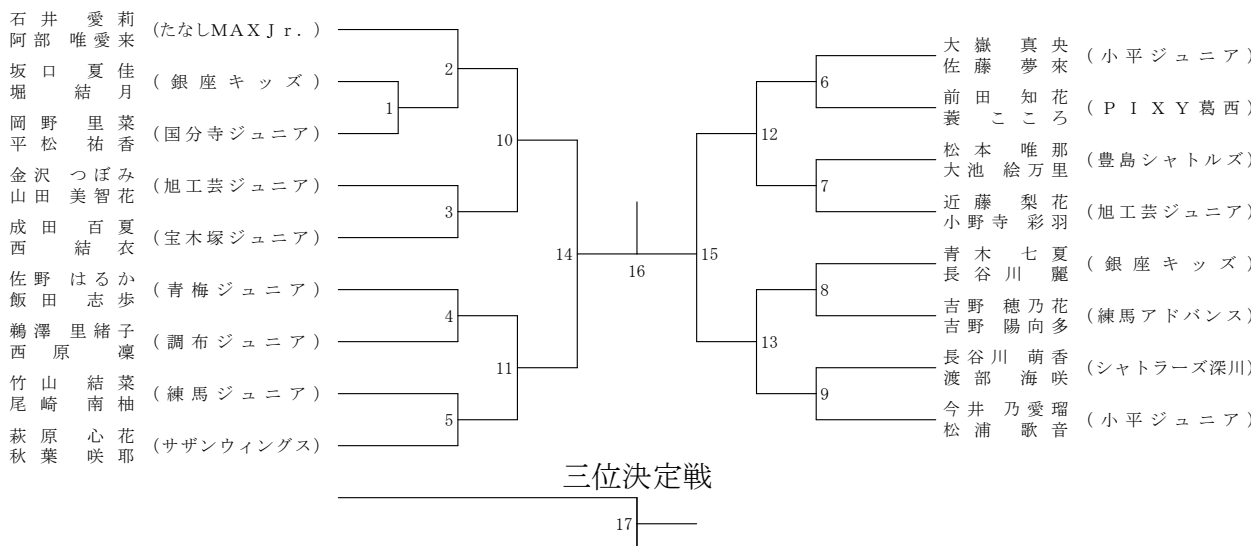 石井 愛莉
阿部 唯愛来
(たなしMAXJr.)
坂口 夏佳
堀 結月
(銀座キッズ)
岡野 里菜
平松 祐香
(国分寺ジュニア)
金沢 つぼみ
山田 美智花
(旭工芸ジュニア)
成田 百夏
西 結衣
(宝木塚ジュニア)
佐野 はるか
飯田 志歩
(青梅ジュニア)
鵜澤 里緒子
西原 凜
(調布ジュニア)
竹山 結菜
尾崎 南柚
(練馬ジュニア)
萩原 心花
秋葉 咲耶
(サザンウィングス)
1
2
3
4
5
10
11
14
16
15
12
13
6
7
8
9
大嶽 真央
佐藤 夢來
(小平ジュニア)
前田 知花
蓑 こころ
(PIXY葛西)
松本 唯那
大池 絵万里
(豊島シャトルズ)
近藤 梨花
小野寺 彩羽
(旭工芸ジュニア)
青木 七夏
長谷川 麗
(銀座キッズ)
吉野 穂乃花
吉野 陽向多
(練馬アドバンス)
長谷川 萌香
渡部 海咲
(シャトラーズ深川)
今井 乃愛瑠
松浦 歌音
(小平ジュニア)
三位決定戦
17